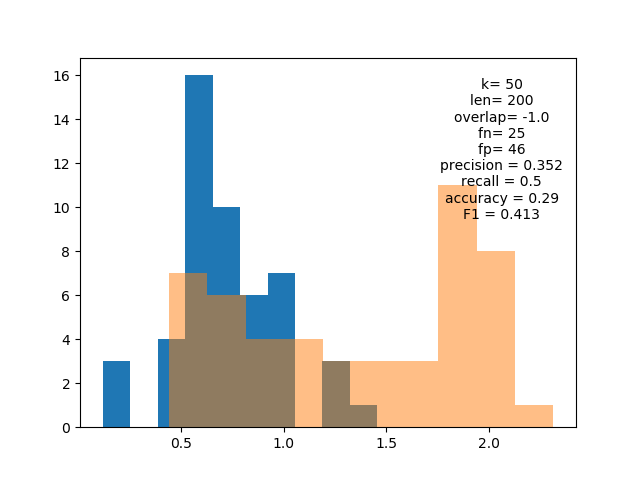 k= 50
len= 200
overlap= -1.0
fn= 25
fp= 46
precision = 0.352
recall = 0.5
accuracy = 0.29
F1 = 0.413
16
14
12
10
8
6
4
2
0
0.5 1.0 1.5 2.0